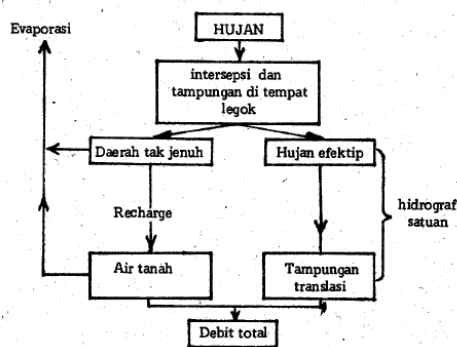 Evaporasi
HUJAN
intersepsi dan
tampungan di tempat
legok
Daerah tak jenuh
Hujan efektip
Recharge
hidrograf
satuan
Air tanah
Tampungan
translasi
Debit total